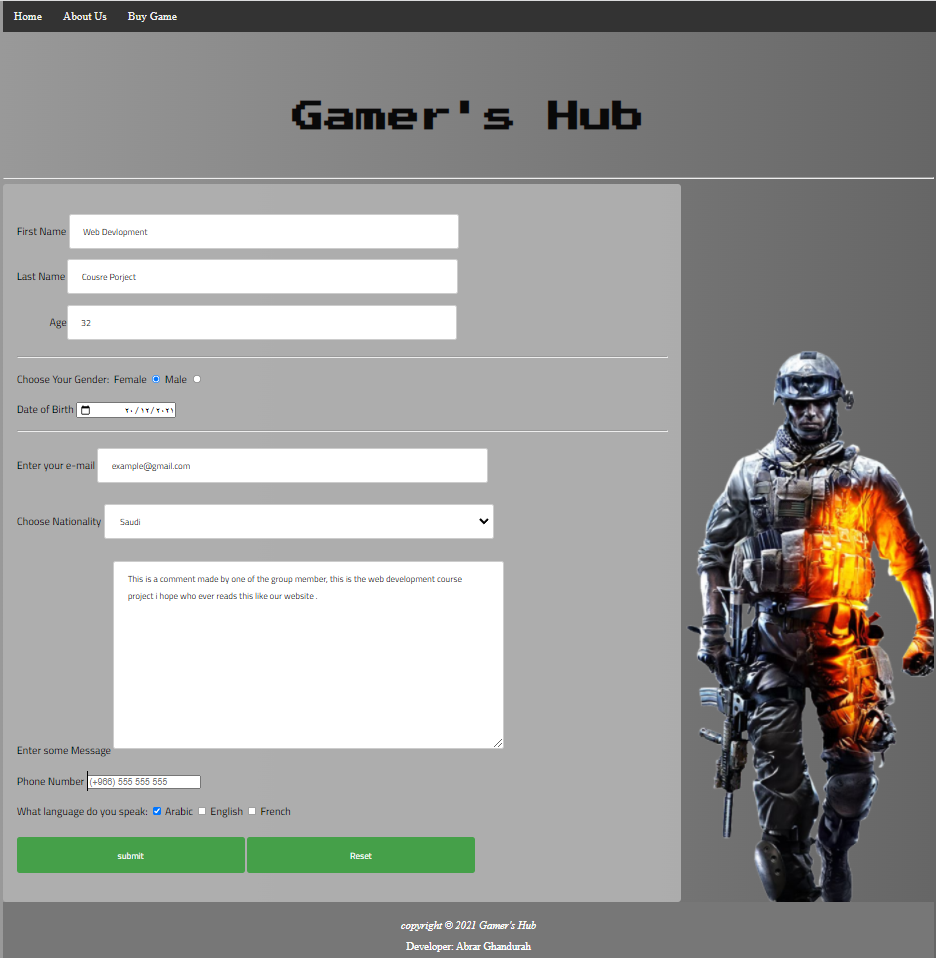 Home About Us Buy Game
Gamer's Hub
First Name Web Devlopment
Last Name Cousre Porject
Age 32
Choose Your Gender: Female Male
Date of Birth ٢٠/١٢/٢٠٢١
Enter your e-mail example@gmail.com
Choose Nationality Saudi
This is a comment made by one of the group member, this is the web development course
project i hope who ever reads this like our website .
Enter some Message
Phone Number (+966) 555 555 555
What language do you speak: Arabic English French
submit Reset
copyright © 2021 Gamer's Hub
Developer: Abrar Ghandurah